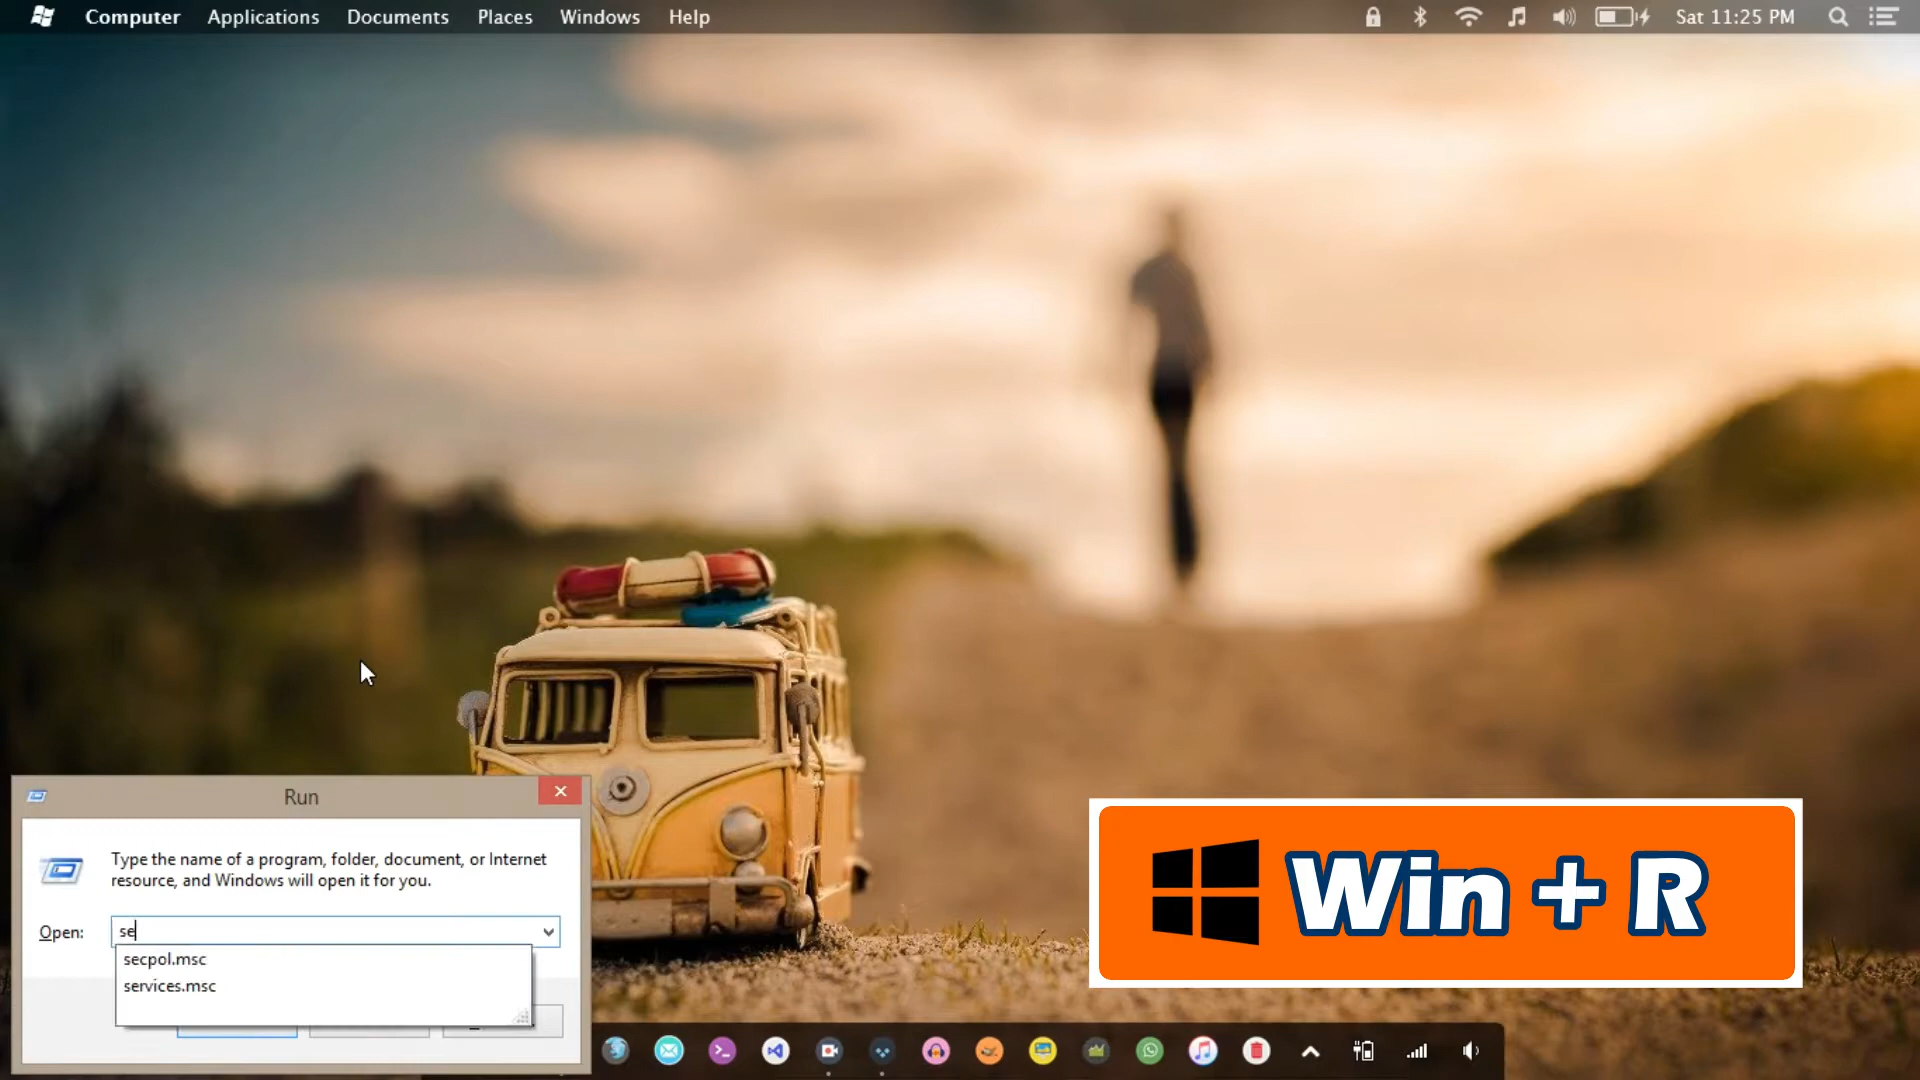 Computer Applications Documents Places Windows Help Sat 11:25 PM
Run
Type the name of a program, folder, document, or Internet
resource, and Windows will open it for you.
Open: se
secpol.msc
services.msc
Win + R